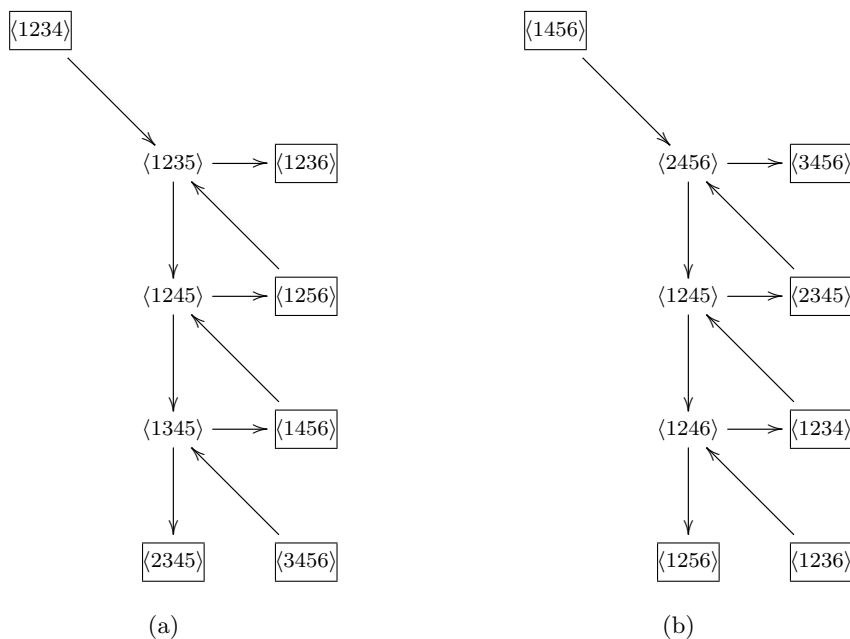 ⟨1234⟩ ⟨1456⟩
⟨1235⟩ ⟨1236⟩ ⟨2456⟩ ⟨3456⟩
⟨1245⟩ ⟨1256⟩ ⟨1245⟩ ⟨2345⟩
⟨1345⟩ ⟨1456⟩ ⟨1246⟩ ⟨1234⟩
⟨2345⟩ ⟨3456⟩ ⟨1256⟩ ⟨1236⟩
(a) (b)